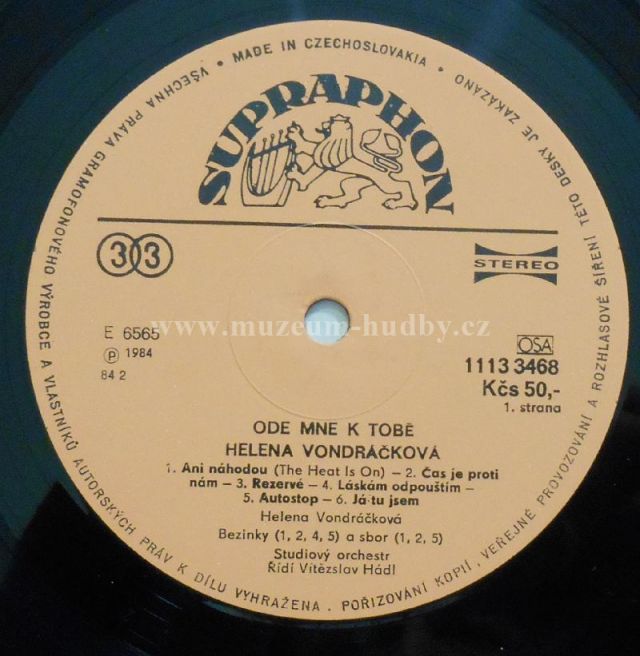 VŠECHNA PRÁVA GRAMOFONOVÉHO VÝROBCE A VLASTNÍKŮ AUTORSKÝCH PRÁV K DÍLU VYHRAŽENA . POŘIZOVÁNÍ KOPIÍ, VEŘEJNÉ PROVOZOVÁNÍ A ROZHLASOVÉ ŠÍŘENÍ TÉTO DESKY JE ZAKÁZÁNO
• MADE IN CZECHOSLOVAKIA •
SUPRAPHON
33
STEREO
www.muzeum-hudby.cz
E 6565
℗ 1984
84 2
OSA
1113 3468
Kčs 50,-
1. strana
ODE MNE K TOBĚ
HELENA VONDRÁČKOVÁ
1. Ani náhodou (The Heat Is On) – 2. Čas je proti
nám – 3. Rezervé – 4. Láskám odpouštím –
5. Autostop – 6. Já tu jsem
Helena Vondráčková
Bezinky (1, 2, 4, 5) a sbor (1, 2, 5)
Studiový orchestr
Řídí Vítězslav Hádl